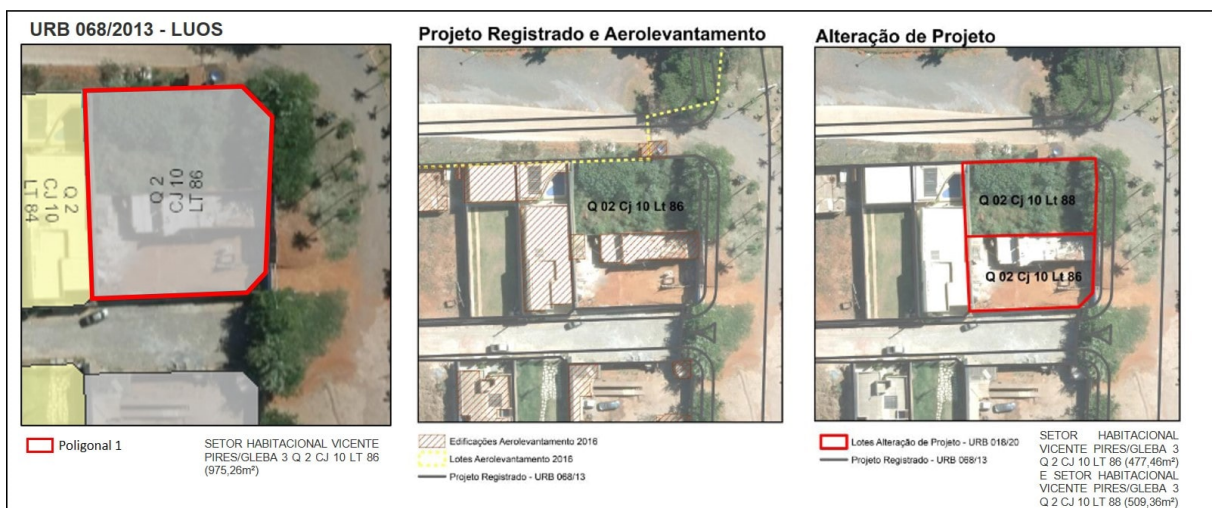 URB 068/2013 - LUOS
Q 2
CJ 10
LT 84
Q 2
CJ 10
LT 86
Poligonal 1
SETOR HABITACIONAL VICENTE
PIRES/GLEBA 3 Q 2 CJ 10 LT 86
(975,26m²)
Projeto Registrado e Aerolevantamento
Q 02 Cj 10 Lt 86
Edificações Aerolevantamento 2016
Lotes Aerolevantamento 2016
Projeto Registrado - URB 068/13
Alteração de Projeto
Q 02 Cj 10 Lt 88
Q 02 Cj 10 Lt 86
Lotes Alteração de Projeto - URB 018/20
Projeto Registrado - URB 068/13
SETOR HABITACIONAL
VICENTE PIRES/GLEBA 3
Q 2 CJ 10 LT 86 (477,46m²)
E SETOR HABITACIONAL
VICENTE PIRES/GLEBA 3
Q 2 CJ 10 LT 88 (509,36m²)